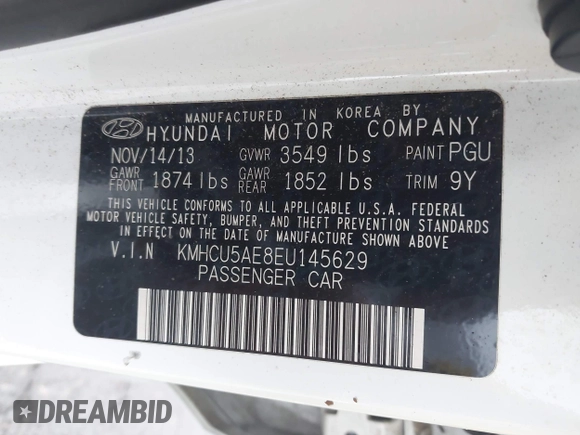 MANUFACTURED IN KOREA BY
HYUNDAI MOTOR COMPANY
NOV/14/13 GVWR 3549 lbs PAINT PGU
GAWR FRONT 1874 lbs GAWR REAR 1852 lbs TRIM 9Y
THIS VEHICLE CONFORMS TO ALL APPLICABLE U.S.A. FEDERAL
MOTOR VEHICLE SAFETY, BUMPER, AND THEFT PREVENTION STANDARDS
IN EFFECT ON THE DATE OF MANUFACTURE SHOWN ABOVE
V.I.N KMHCU5AE8EU145629
PASSENGER CAR
DREAMBID